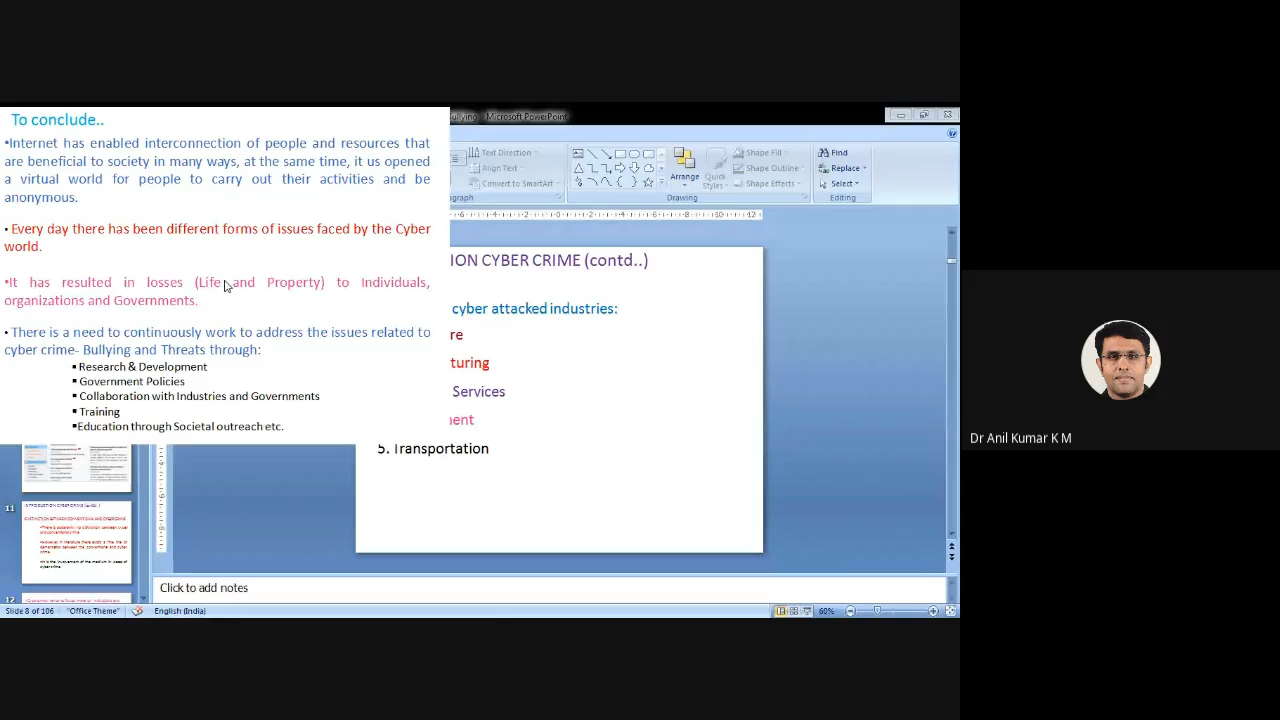 To conclude..
•Internet has enabled interconnection of people and resources that
are beneficial to society in many ways, at the same time, it us opened
a virtual world for people to carry out their activities and be
anonymous.
• Every day there has been different forms of issues faced by the Cyber
world.
•It has resulted in losses (Life and Property) to Individuals,
organizations and Governments.
• There is a need to continuously work to address the issues related to
cyber crime- Bullying and Threats through:
▪ Research & Development
▪ Government Policies
▪ Collaboration with Industries and Governments
▪ Training
▪Education through Societal outreach etc.
ullying - Microsoft PowerPoint
Text Direction
Align Text
Convert to SmartArt
agraph
Arrange
Quick
Styles
Shape Fill
Shape Outline
Shape Effects
Drawing
Find
Replace
Select
Editing
ION CYBER CRIME (contd..)
cyber attacked industries:
re
turing
Services
ent
5. Transportation
11
12
Click to add notes
Slide 8 of 106
"Office Theme"
English (India)
60%
Dr Anil Kumar K M